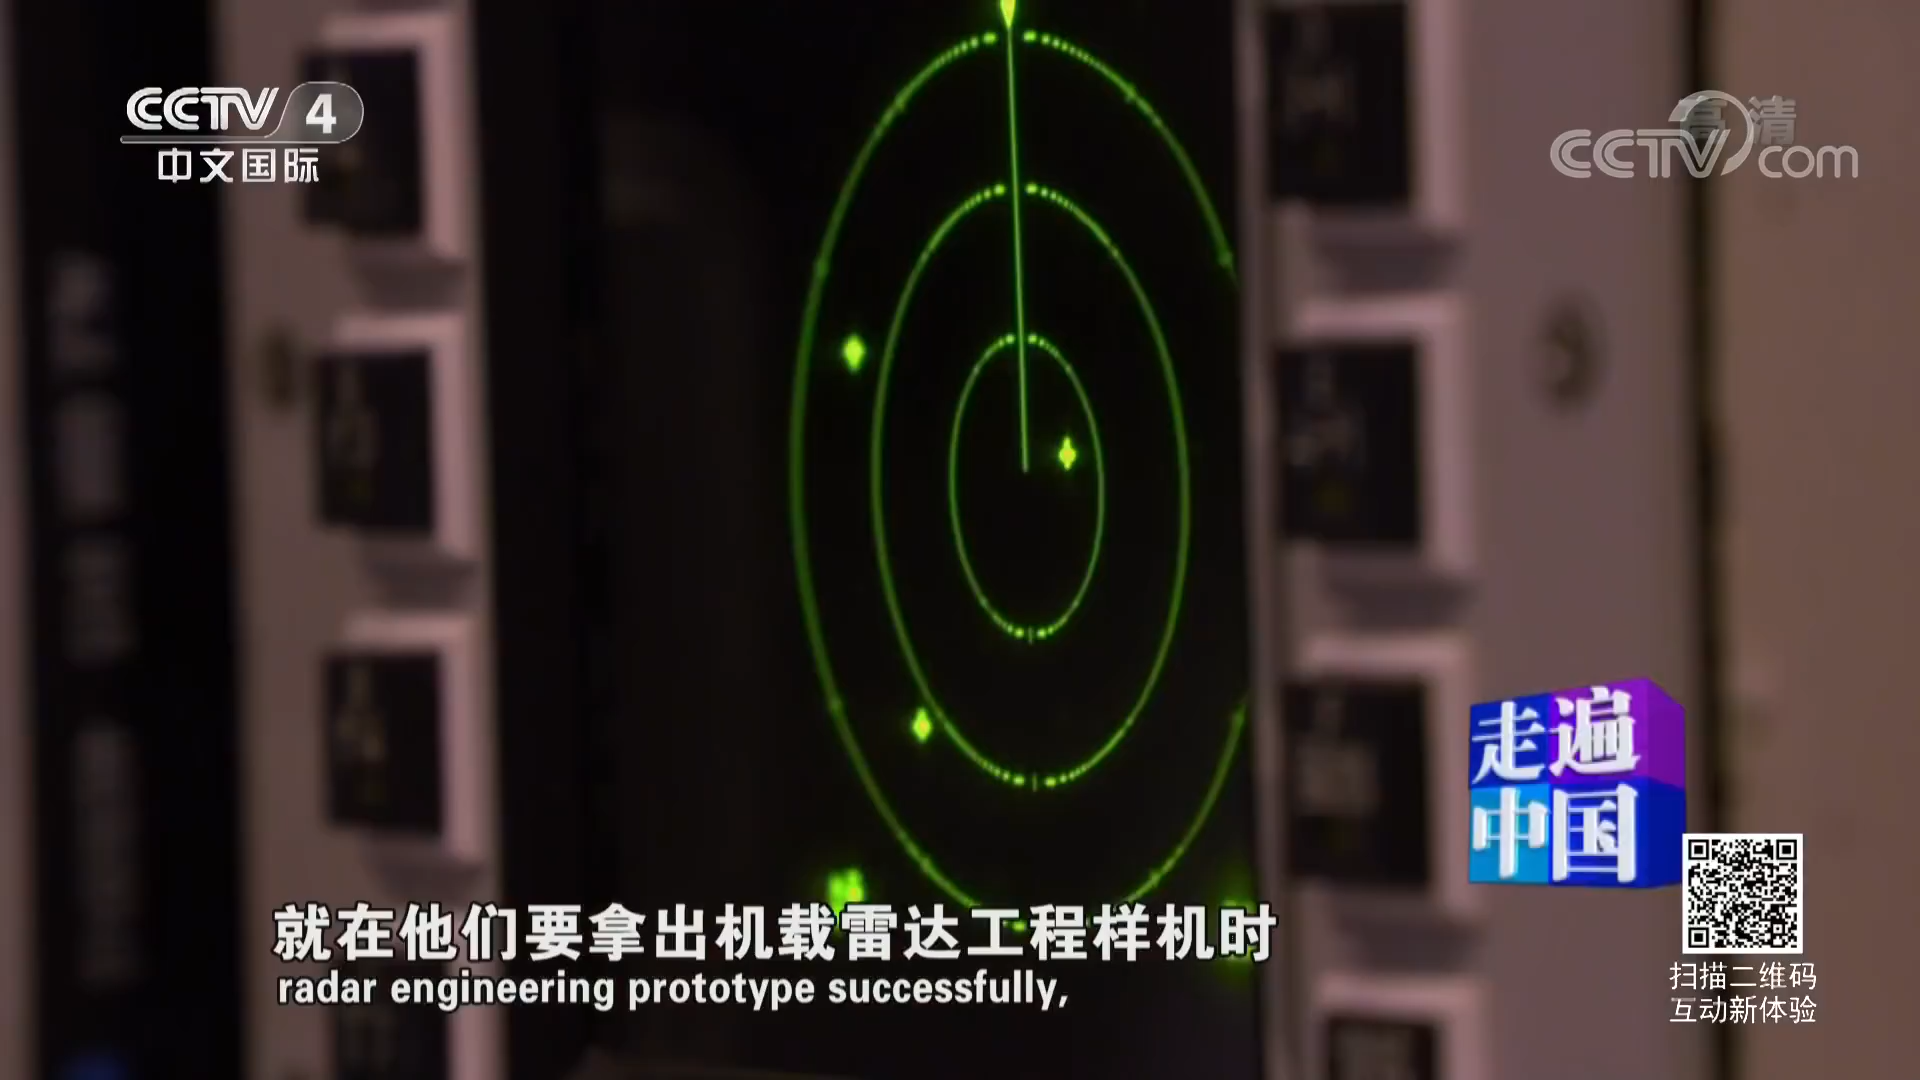 CCTV 4
中文国际
高清
CCTV com
走遍
中国
就在他们要拿出机载雷达工程样机时
radar engineering prototype successfully,
扫描二维码
互动新体验